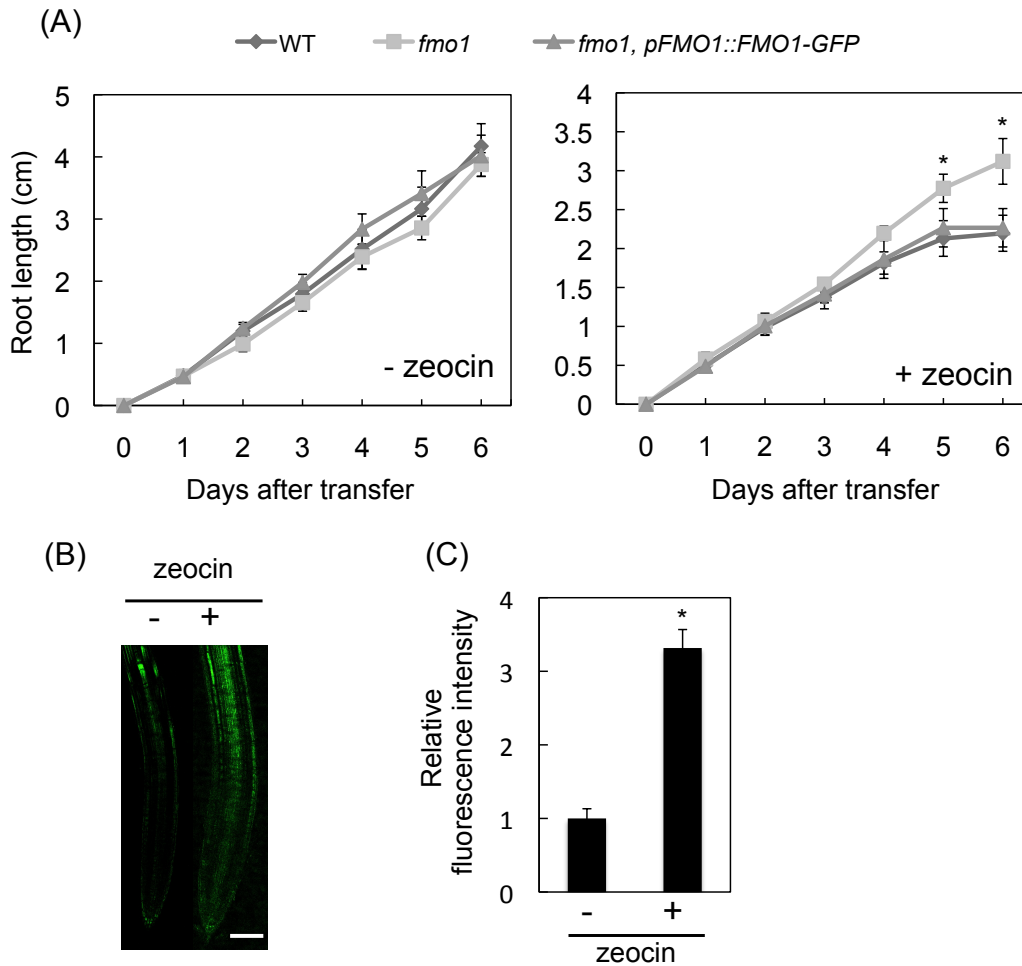 (A)
WT fmo1 fmo1, pFMO1::FMO1-GFP
Root length (cm)
5
4
3
2
1
0
- zeocin
0 1 2 3 4 5 6
Days after transfer
4
3.5
3
2.5
2
1.5
1
0.5
0
* *
+ zeocin
0 1 2 3 4 5 6
Days after transfer
(B)
zeocin
- +
(C)
Relative
fluorescence intensity
4
3
2
1
0
*
- +
zeocin